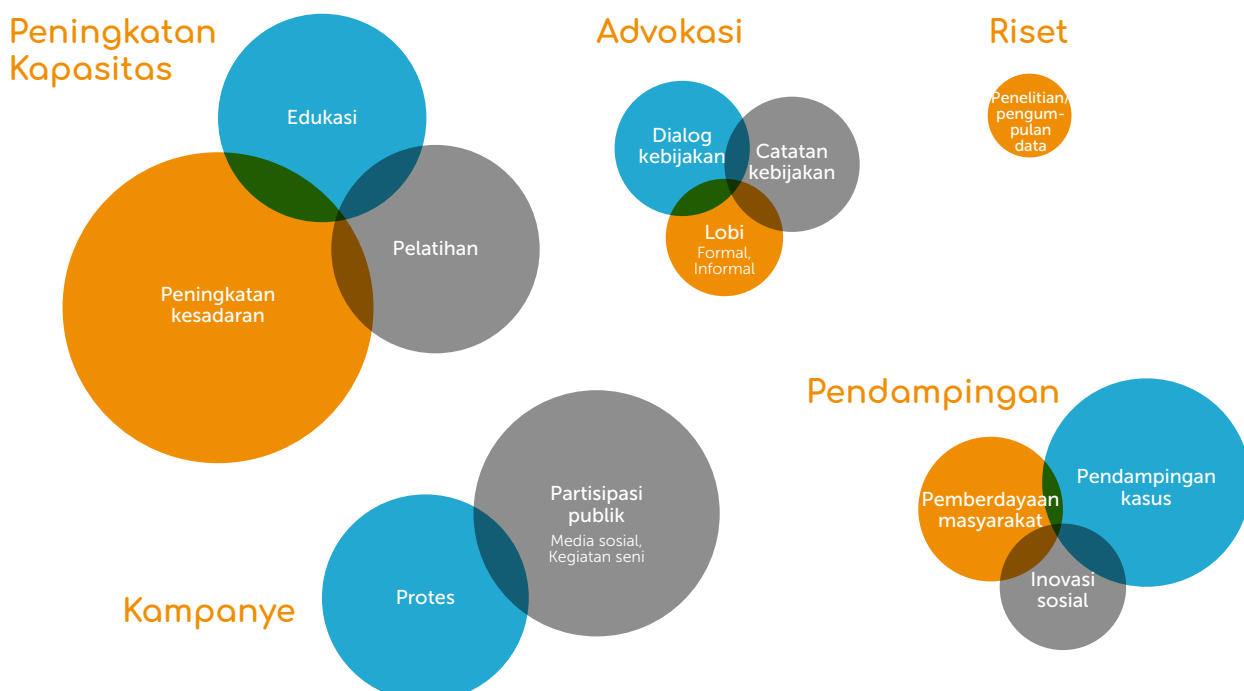 Peningkatan
Kapasitas
Edukasi
Pelatihan
Peningkatan
kesadaran
Advokasi
Dialog
kebijakan
Catatan
kebijakan
Lobi
Formal,
Informal
Riset
Penelitian/
pengum-
pulan
data
Kampanye
Protes
Partisipasi
publik
Media sosial,
Kegiatan seni
Pendampingan
Pendampingan
kasus
Pemberdayaan
masyarakat
Inovasi
sosial